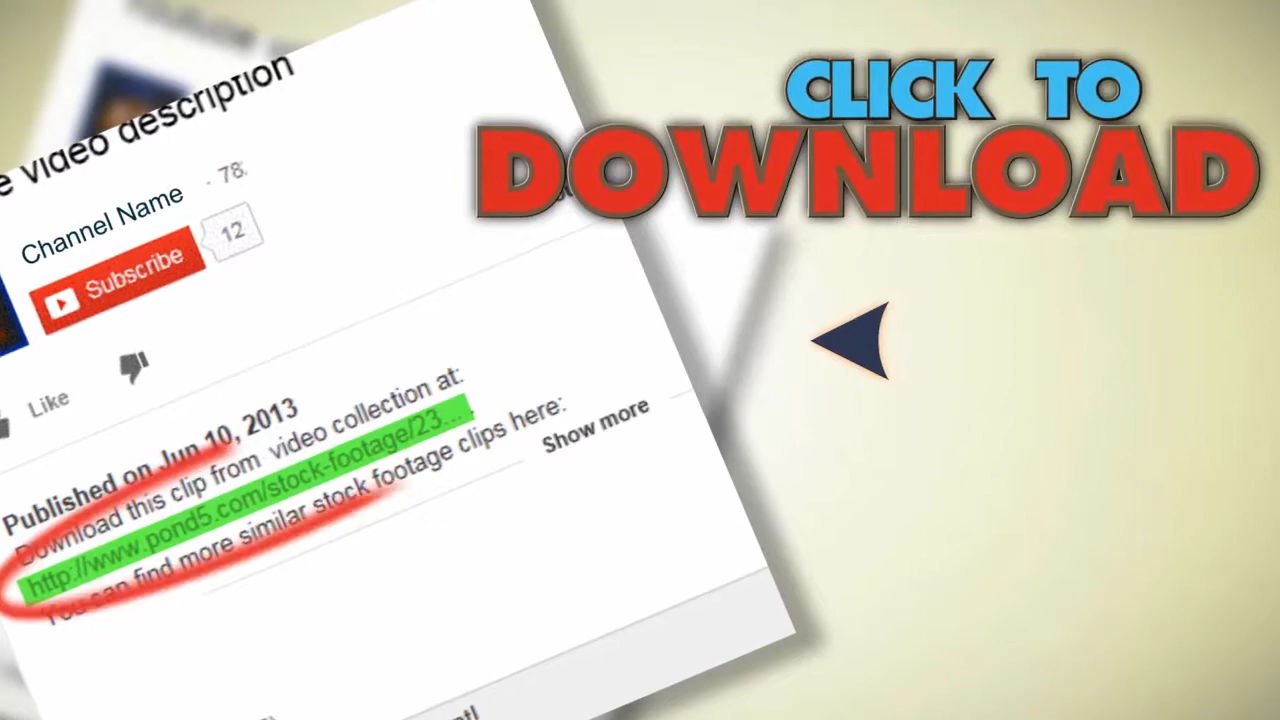 CLICK TO
DOWNLOAD
e video description
Channel Name
Subscribe
12
Like
Published on Jun 10, 2013
Download this clip from video collection at:
http://www.pond5.com/stock-footage/23...
You can find more similar stock footage clips here:
Show more